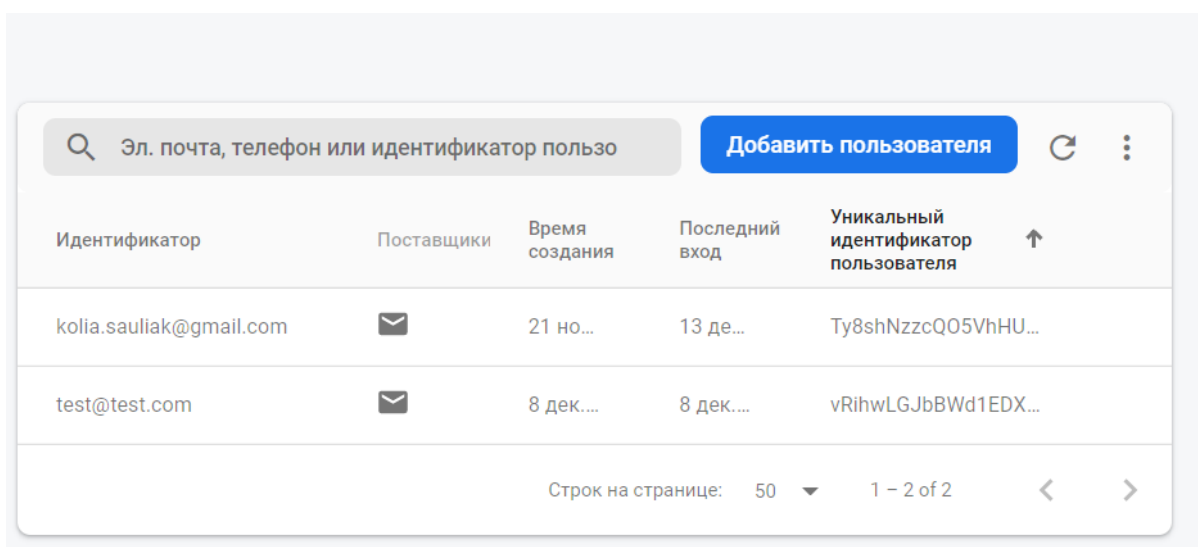 Эл. почта, телефон или идентификатор пользо
Добавить пользователя
Идентификатор
Поставщики
Время
создания
Последний
вход
Уникальный
идентификатор
пользователя
kolia.sauliak@gmail.com
21 но...
13 де...
Ty8shNzzcQO5VhHU...
test@test.com
8 дек....
8 дек....
vRihwLGJbBWd1EDX...
Строк на странице: 50 1 – 2 of 2